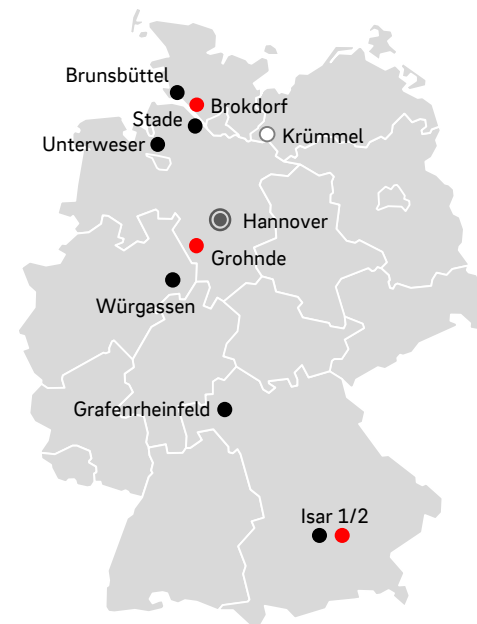 Brunsbüttel
Brokdorf
Stade
Krümmel
Unterweser
Hannover
Grohnde
Würgassen
Grafenrheinfeld
Isar 1/2